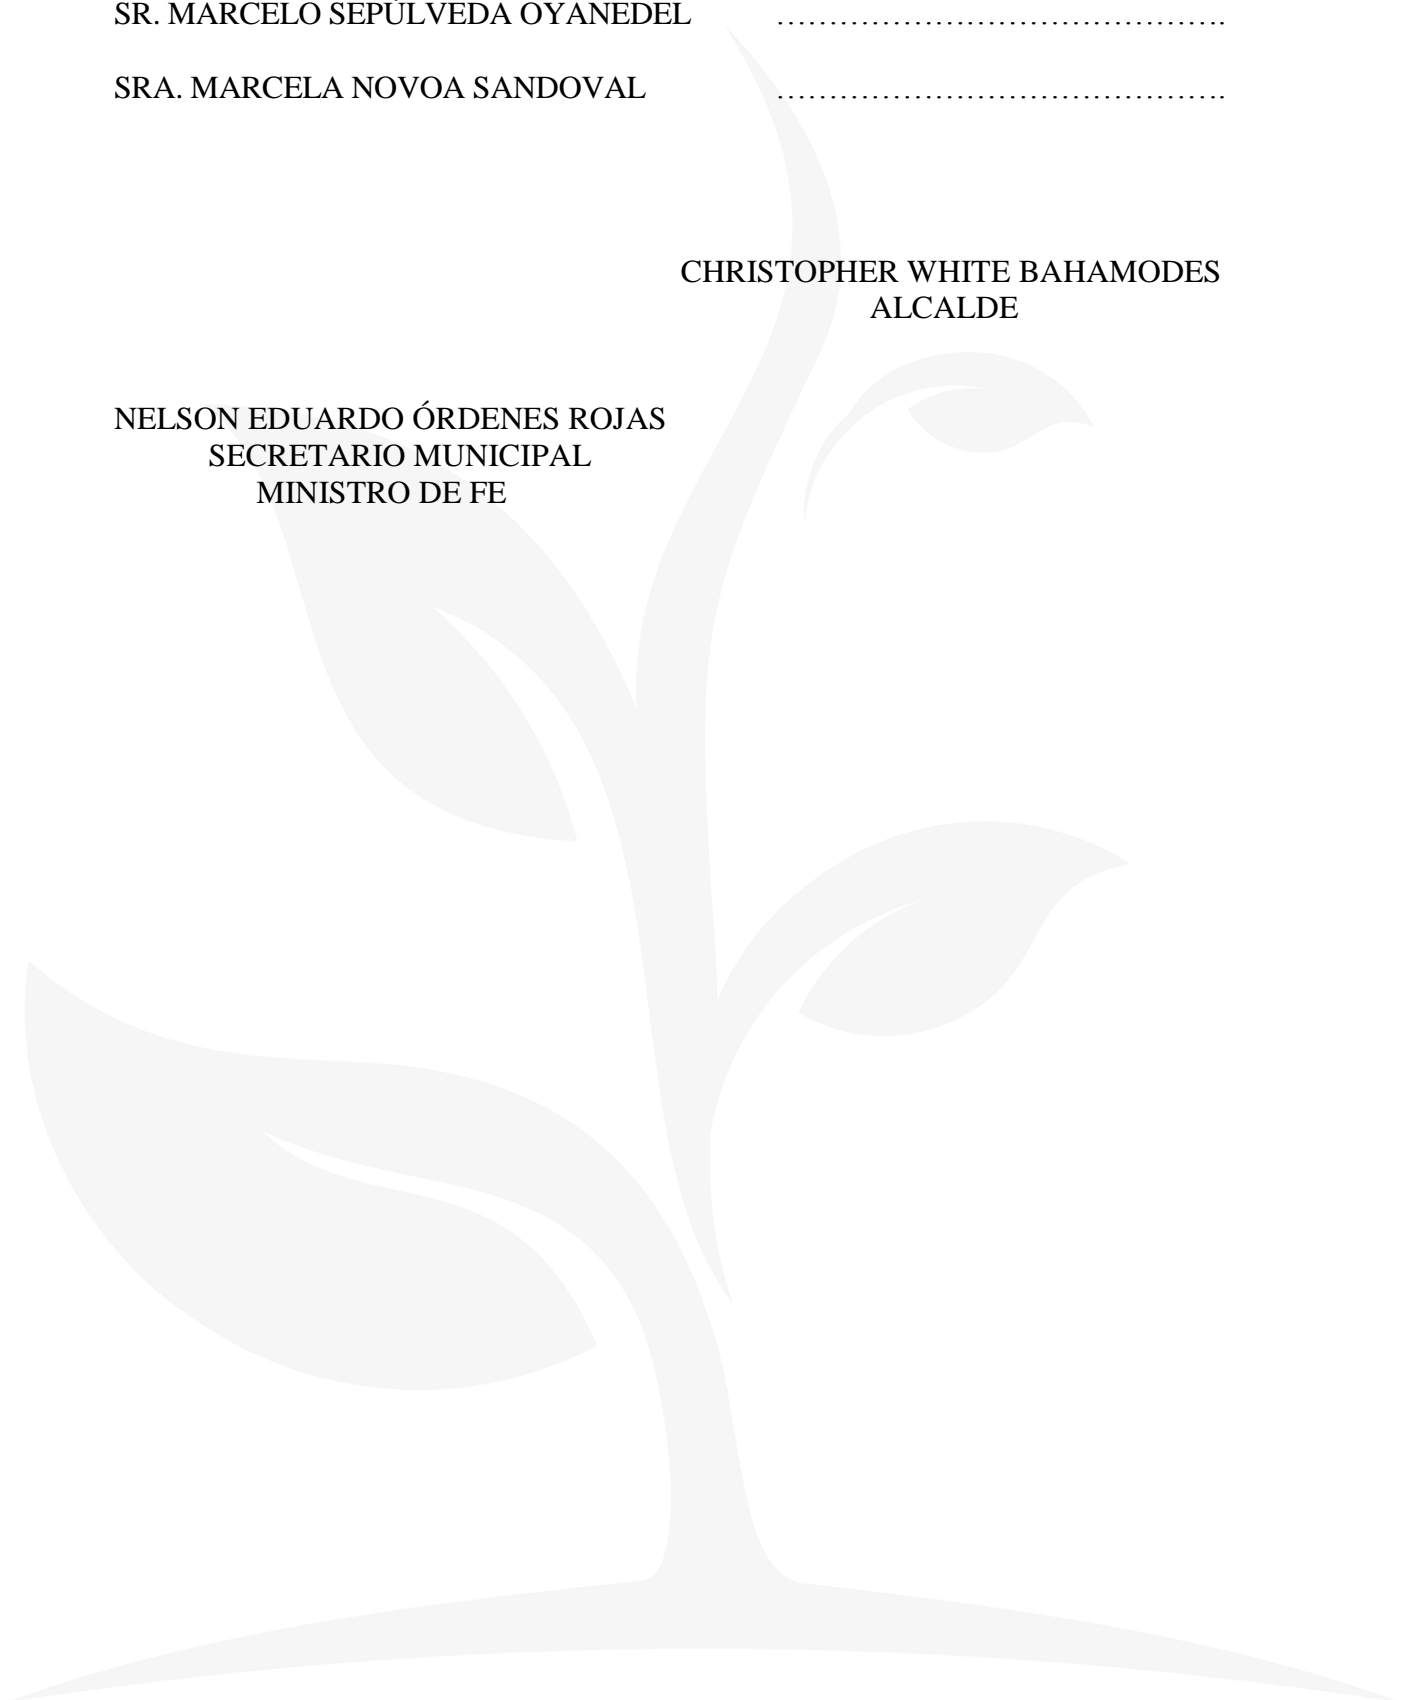 SR. MARCELO SEPÚLVEDA OYANEDEL …………………………………….
SRA. MARCELA NOVOA SANDOVAL …………………………………….
CHRISTOPHER WHITE BAHAMODES
ALCALDE
NELSON EDUARDO ÓRDENES ROJAS
SECRETARIO MUNICIPAL
MINISTRO DE FE